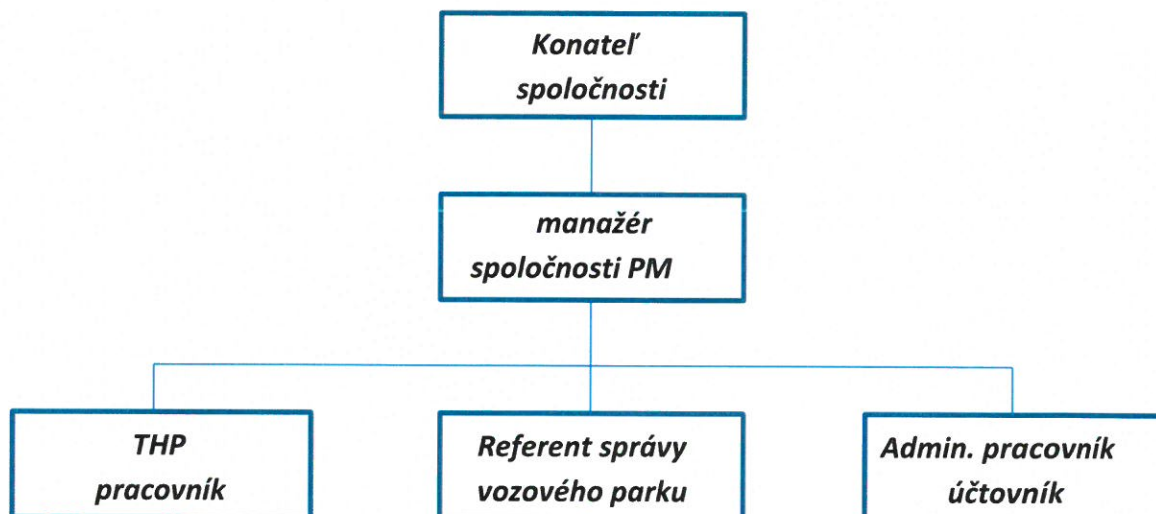 Konateľ
spoločnosti
manažér
spoločnosti PM
THP
pracovník
Referent správy
vozového parku
Admin. pracovník
účtovník